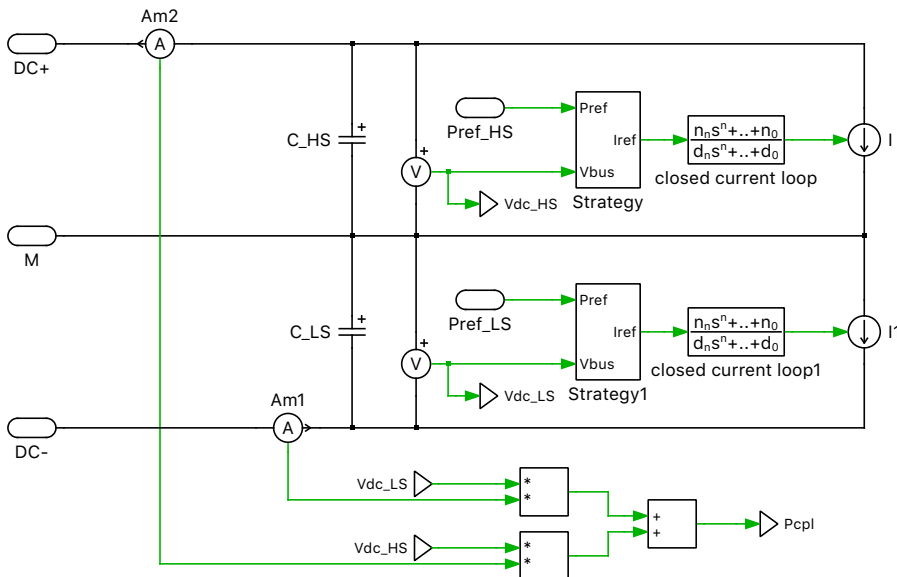 Am2
A
DC+
Pref_HS
Pref
Iref
Vbus
Strategy
nₙsⁿ+..+n₀
dₙsⁿ+..+d₀
closed current loop
I
C_HS
+
+
V
Vdc_HS
M
Pref_LS
Pref
Iref
Vbus
Strategy1
nₙsⁿ+..+n₀
dₙsⁿ+..+d₀
closed current loop1
I1
C_LS
+
+
V
Vdc_LS
Am1
A
DC-
Vdc_LS
*
*
+
+
Pcpl
Vdc_HS
*
*